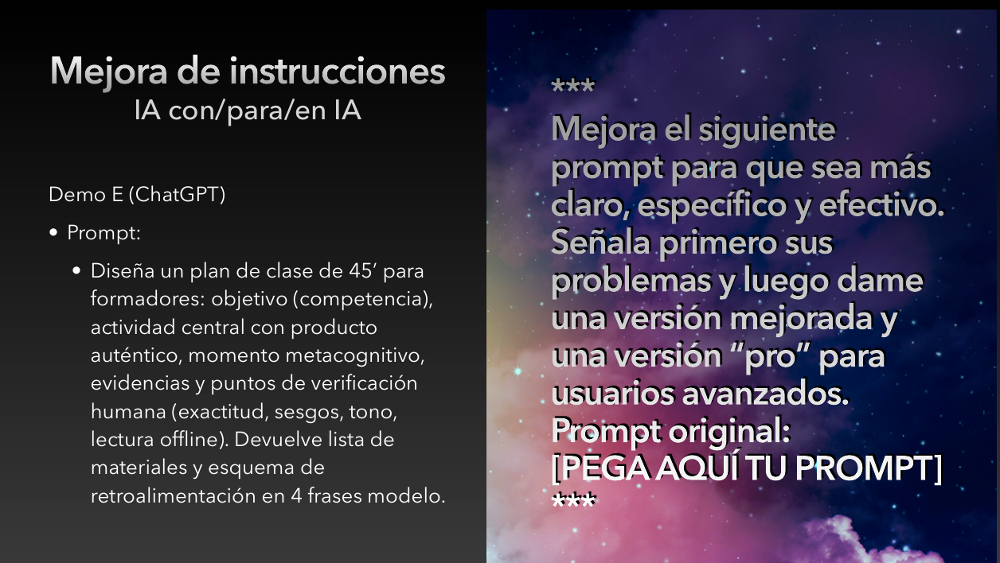 Mejora de instrucciones
IA con/para/en IA
Demo E (ChatGPT)
• Prompt:
• Diseña un plan de clase de 45’ para
formadores: objetivo (competencia),
actividad central con producto
auténtico, momento metacognitivo,
evidencias y puntos de verificación
humana (exactitud, sesgos, tono,
lectura offline). Devuelve lista de
materiales y esquema de
retroalimentación en 4 frases modelo.
***
Mejora el siguiente
prompt para que sea más
claro, específico y efectivo.
Señala primero sus
problemas y luego dame
una versión mejorada y
una versión “pro” para
usuarios avanzados.
Prompt original:
[PEGA AQUÍ TU PROMPT]
***